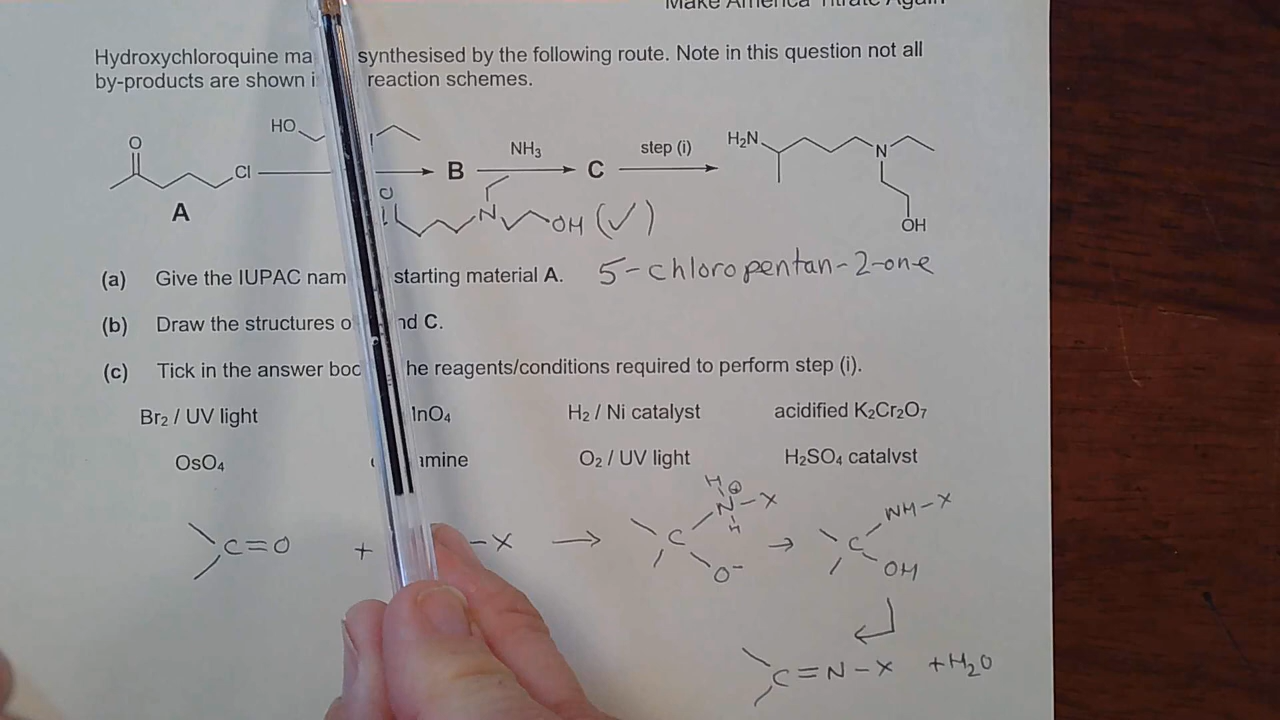 Make America Titrate Again
Hydroxychloroquine ma synthesised by the following route. Note in this question not all
by-products are shown i reaction schemes.
O
Cl
HO
B
NH3
C
step (i)
H2N
N
OH
A
N
OH (✓)
(a) Give the IUPAC nam starting material A. 5-chloropentan-2-one
(b) Draw the structures o nd C.
(c) Tick in the answer boo he reagents/conditions required to perform step (i).
Br2 / UV light InO4 H2 / Ni catalyst acidified K2Cr2O7
OsO4 amine O2 / UV light H2SO4 catalyst
C=O + -X → C H N⊕ -X H O- → C NH-X OH
C=N-X +H2O